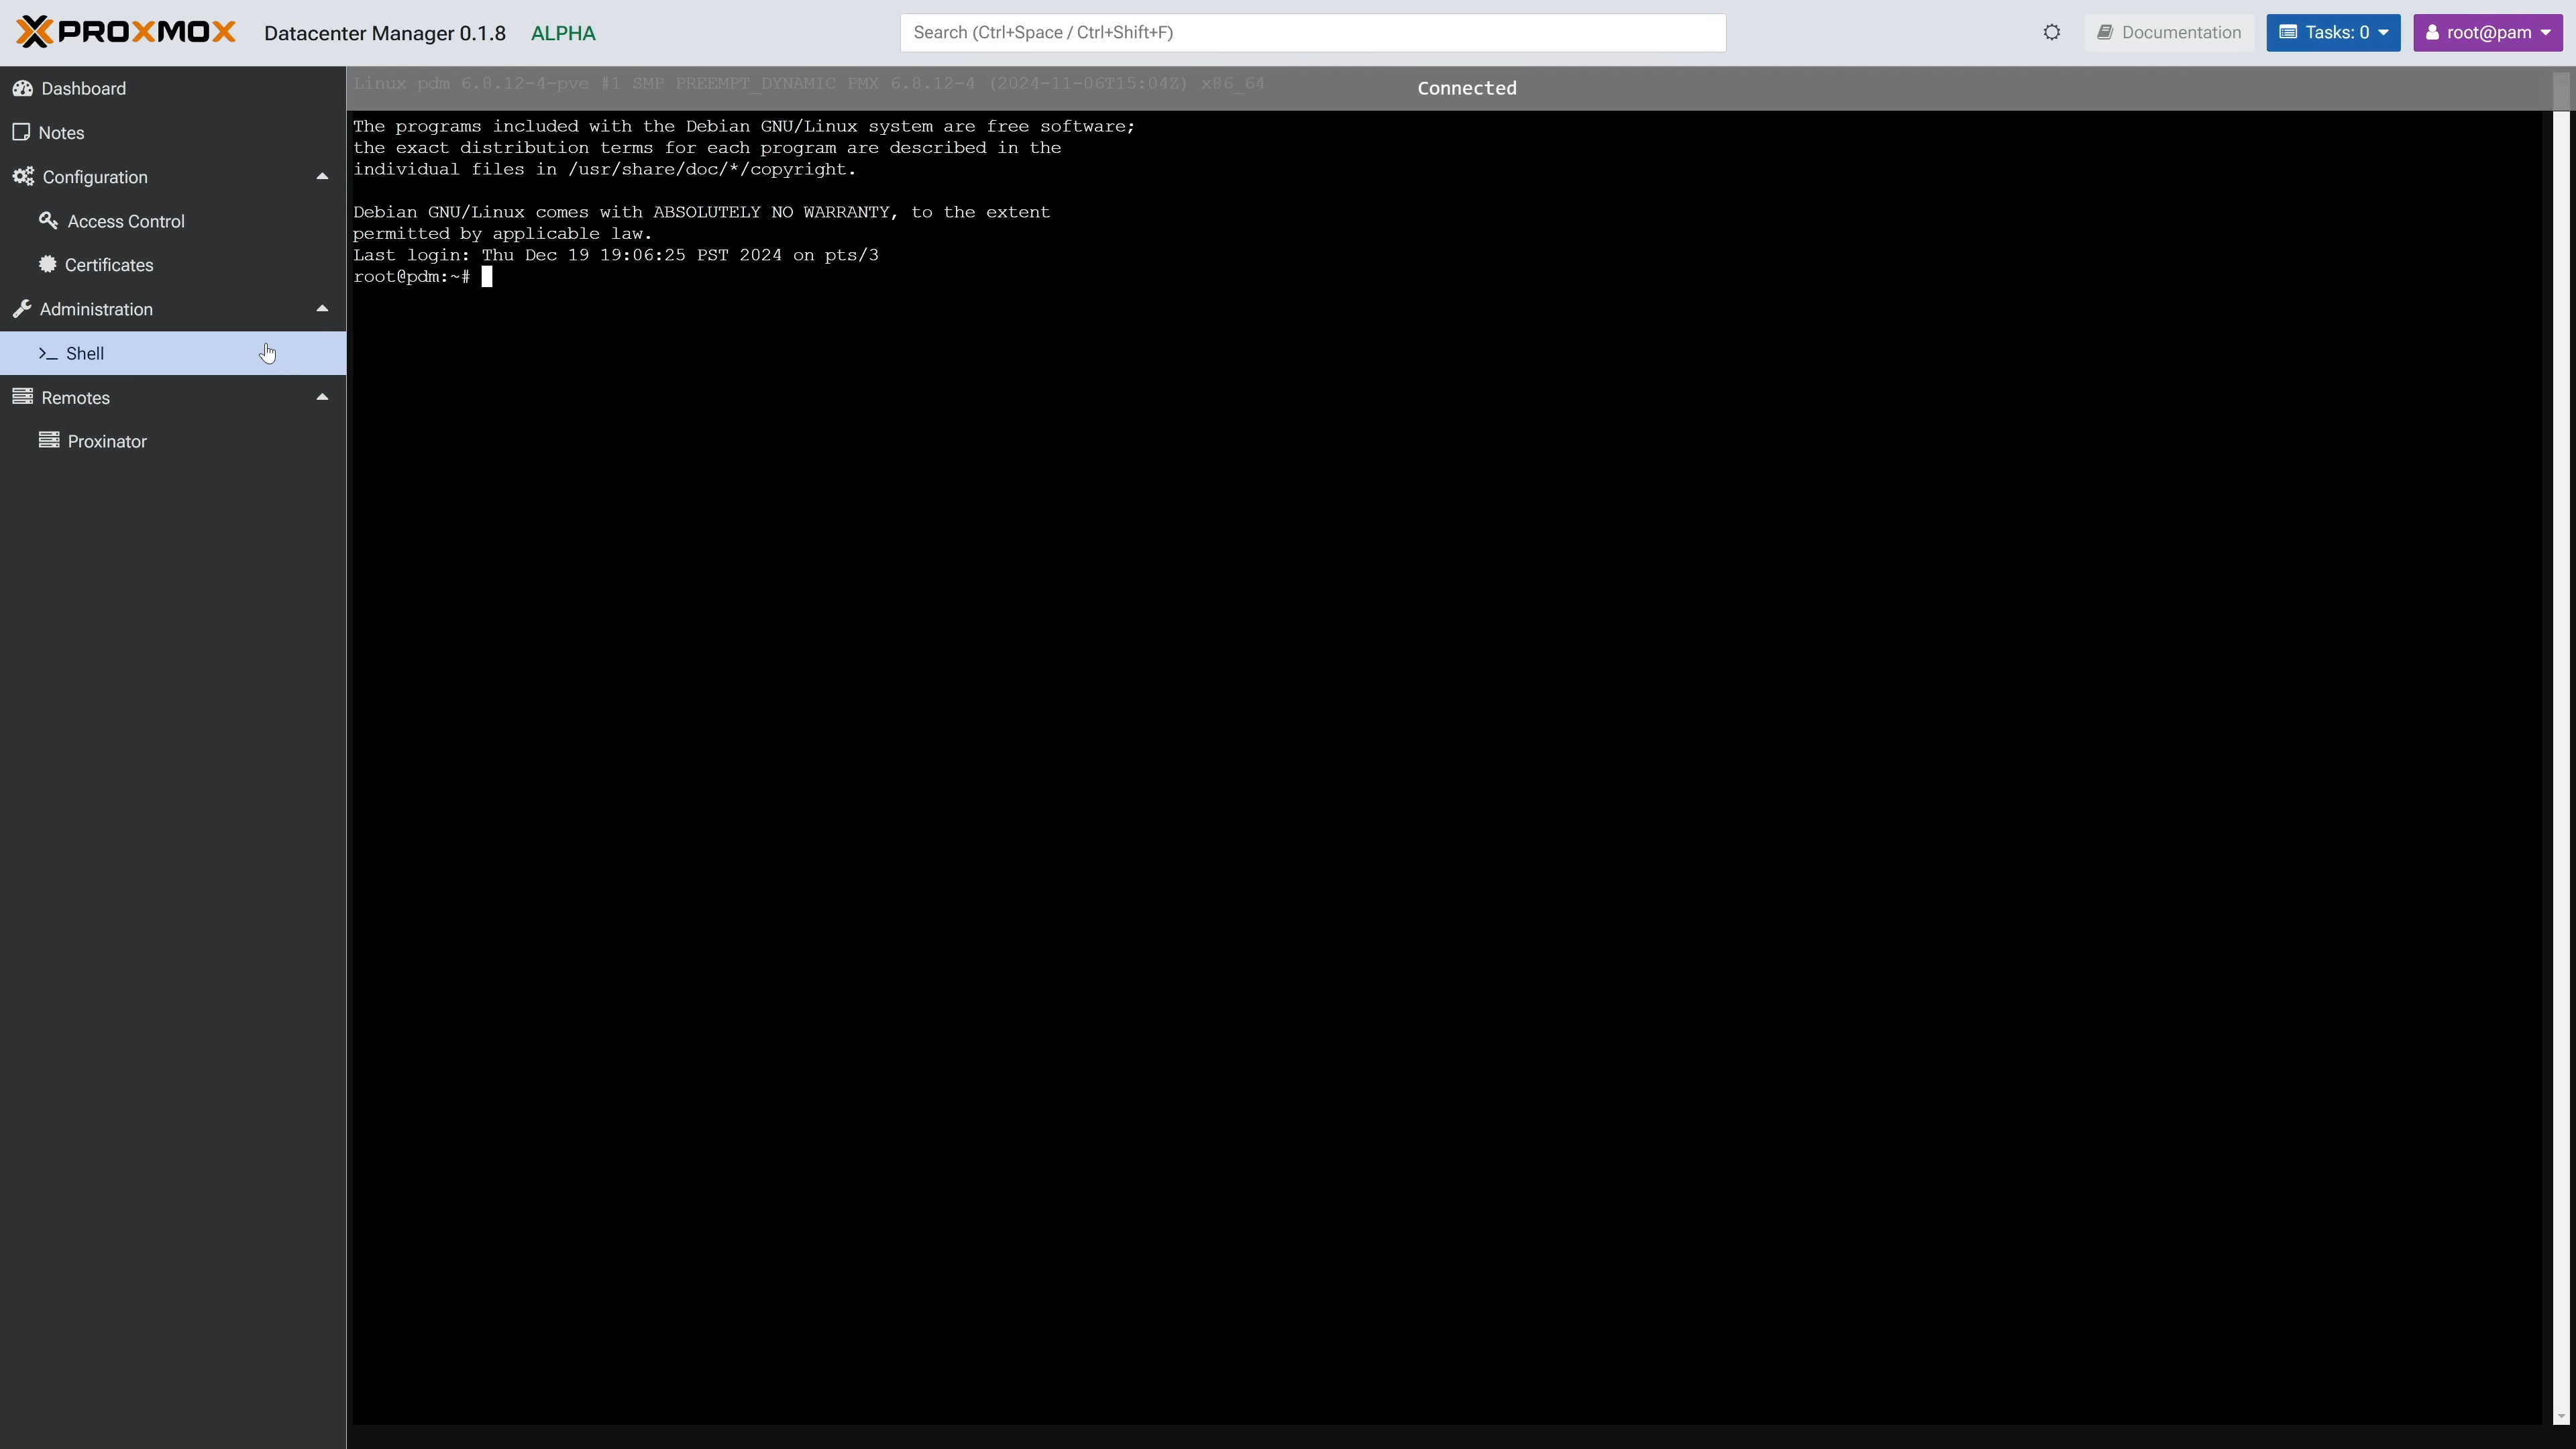 PROXMOX Datacenter Manager 0.1.8 ALPHA
Search (Ctrl+Space / Ctrl+Shift+F)
Documentation
Tasks: 0
root@pam
Dashboard
Notes
Configuration
Access Control
Certificates
Administration
>_ Shell
Remotes
Proxinator
Linux pdm 6.8.12-4-pve #1 SMP PREEMPT_DYNAMIC PMX 6.8.12-4 (2024-11-06T15:04Z) x86_64
Connected
The programs included with the Debian GNU/Linux system are free software;
the exact distribution terms for each program are described in the
individual files in /usr/share/doc/*/copyright.
Debian GNU/Linux comes with ABSOLUTELY NO WARRANTY, to the extent
permitted by applicable law.
Last login: Thu Dec 19 19:06:25 PST 2024 on pts/3
root@pdm:~#